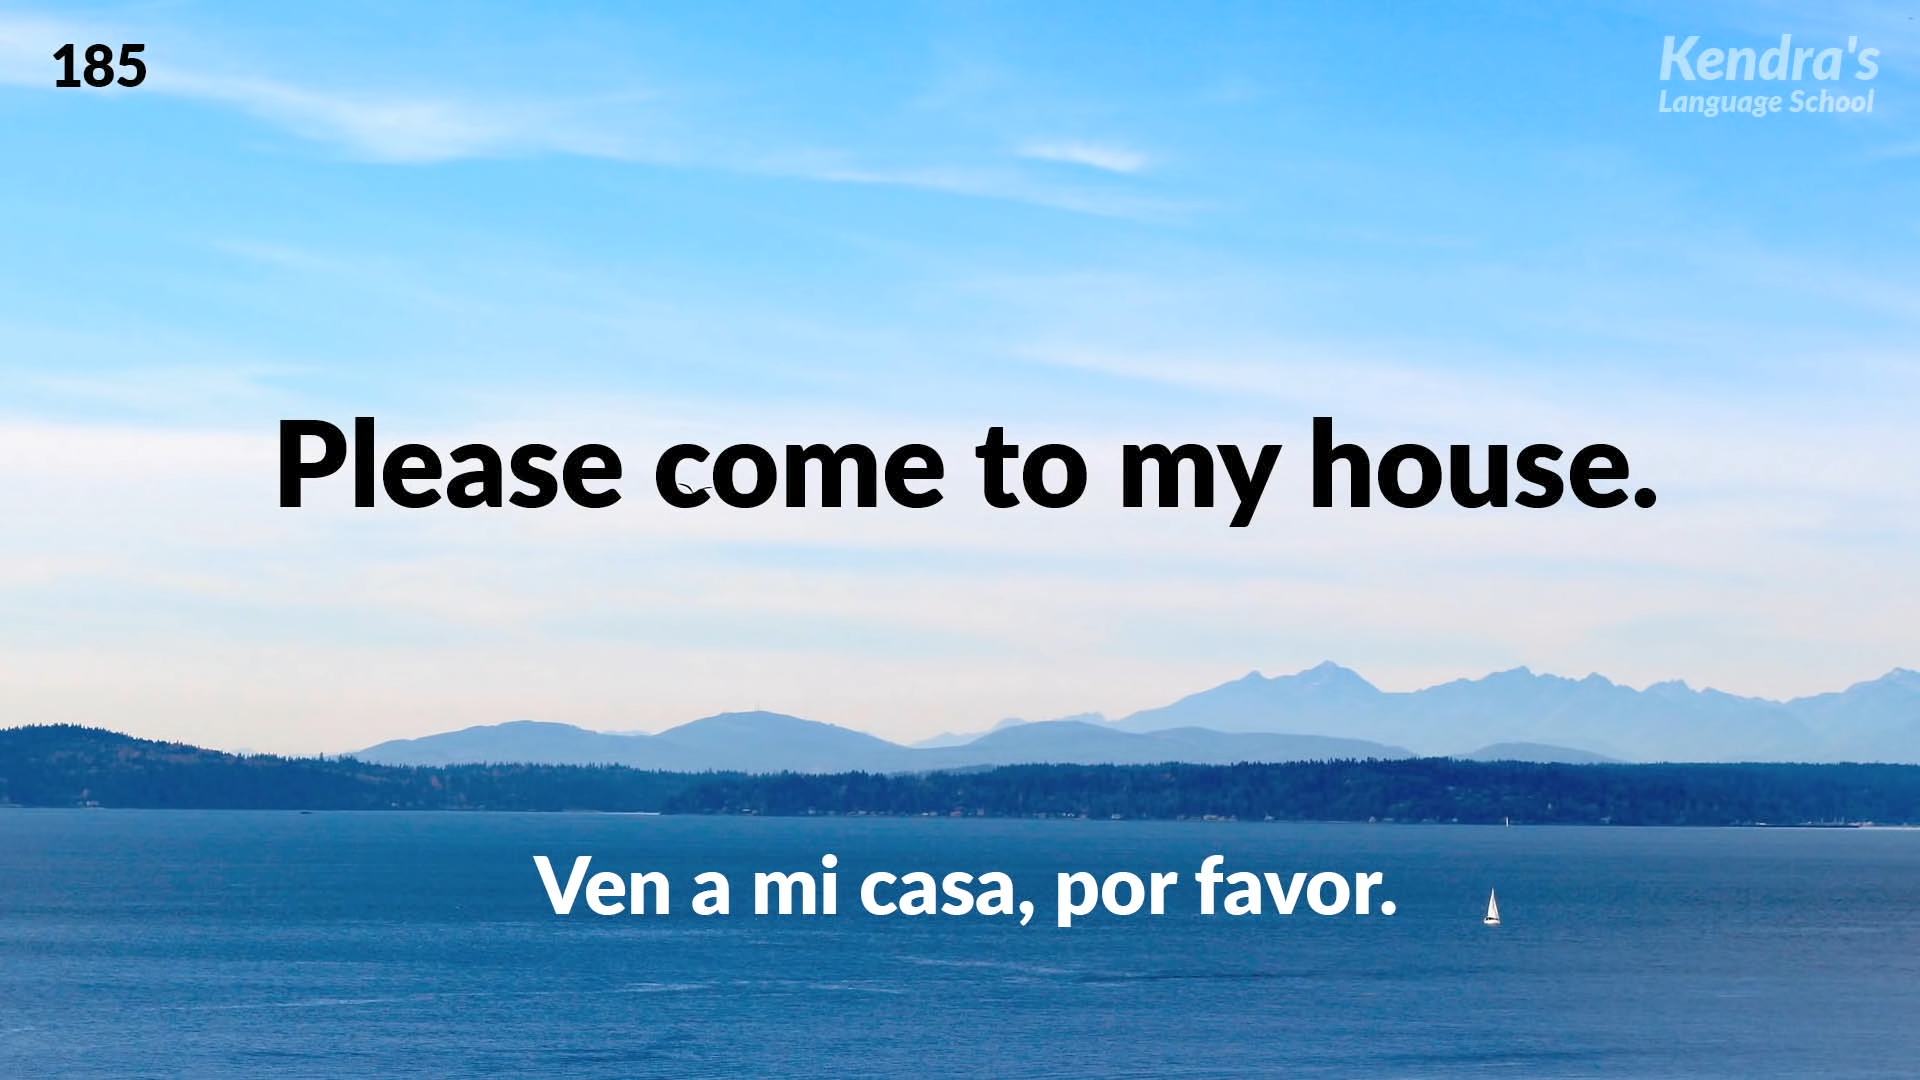 185
Kendra's
Language School
Please come to my house.
Ven a mi casa, por favor.